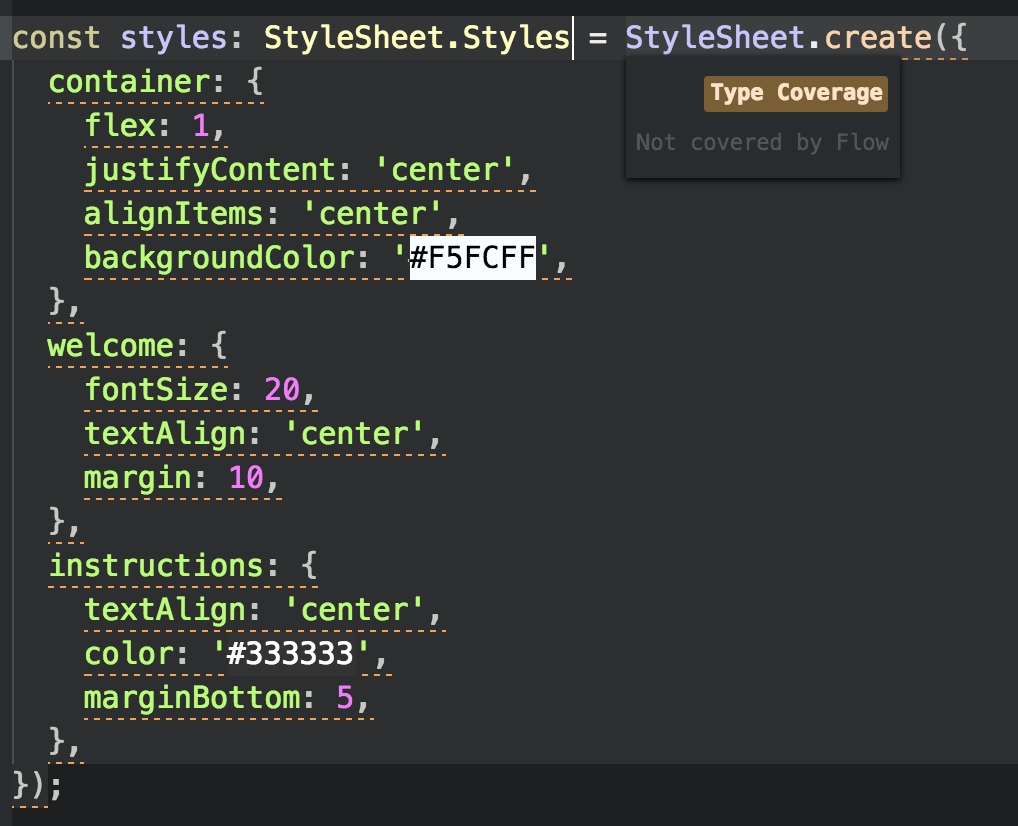 const styles: StyleSheet.Styles = StyleSheet.create({
container: {
Type Coverage
flex: 1,
Not covered by Flow
justifyContent: 'center',
alignItems: 'center',
backgroundColor: '#F5FCFF',
},
welcome: {
fontSize: 20,
textAlign: 'center',
margin: 10,
},
instructions: {
textAlign: 'center',
color: '#333333',
marginBottom: 5,
},
});